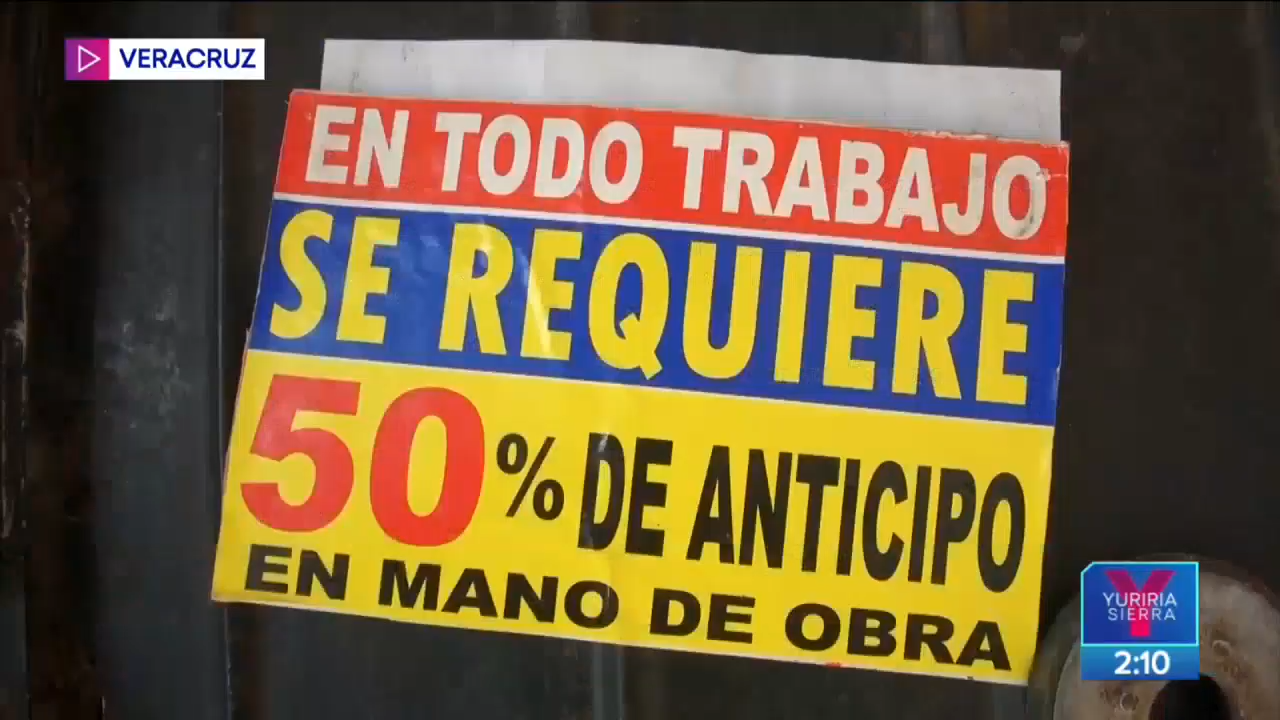 VERACRUZ
EN TODO TRABAJO
SE REQUIERE
50% DE ANTICIPO
EN MANO DE OBRA
YURIRIA
SIERRA
2:10